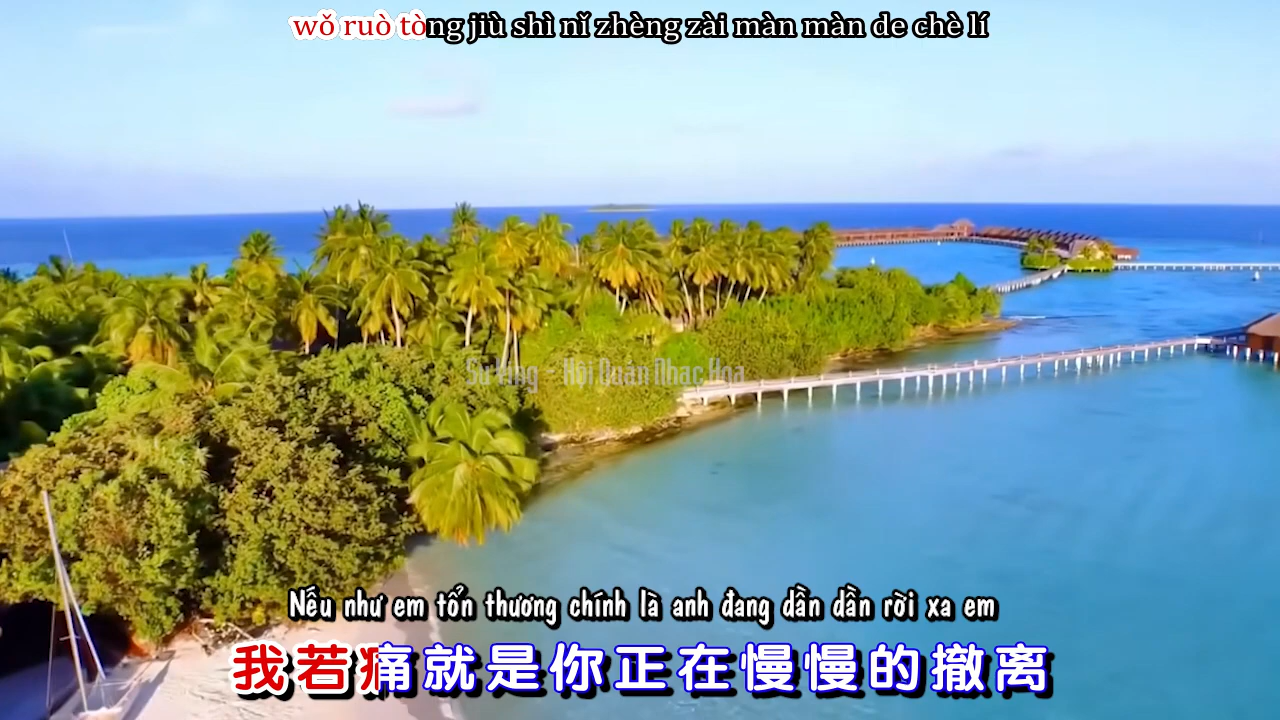 wǒ ruò tòng jiù shì nǐ zhèng zài màn màn de chè lí
Sư Ying - Hội Quán Nhạc Hoa
Nếu như em tổn thương chính là anh đang dần dần rời xa em
我若痛就是你正在慢慢的撤离